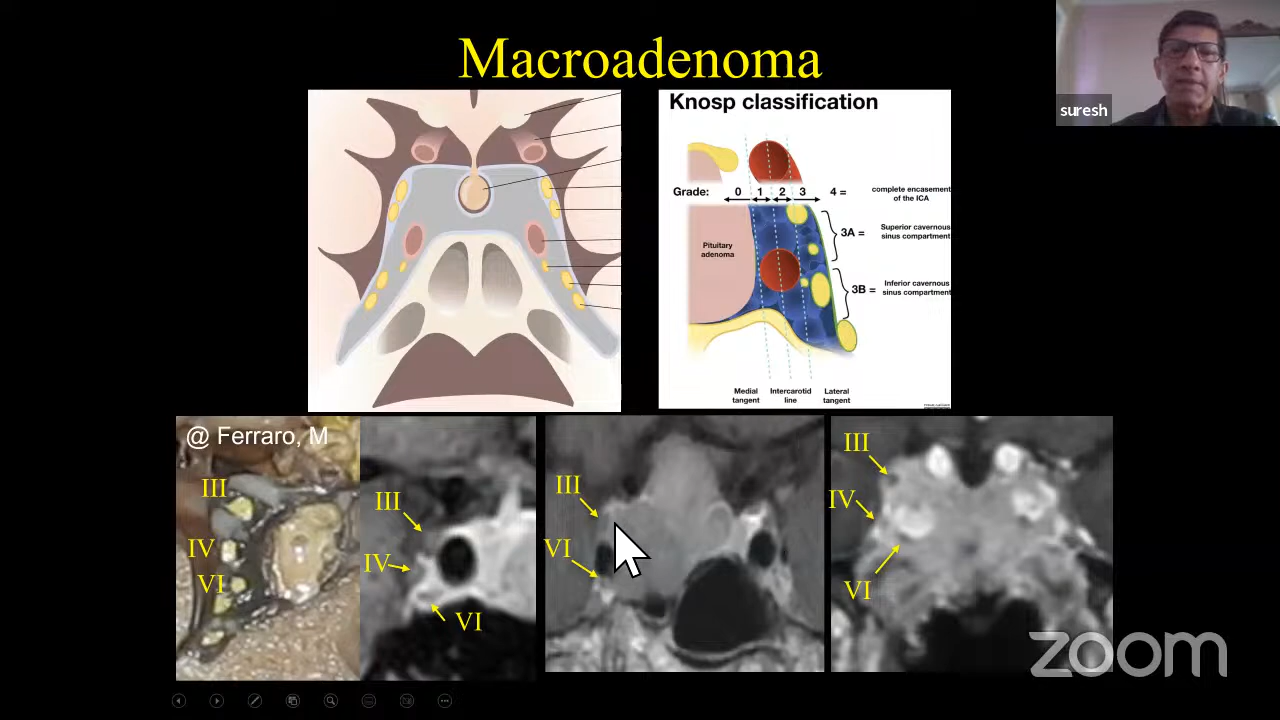 Macroadenoma
suresh
Knosp classification
Grade: 0 1 2 3 4 = complete encasement
of the ICA
Pituitary
adenoma
3A = Superior cavernous
sinus compartment
3B = Inferior cavernous
sinus compartment
Medial
tangent
Intercarotid
line
Lateral
tangent
@ Ferraro, M
III
IV
VI
III
IV
VI
III
VI
III
IV
VI
zoom